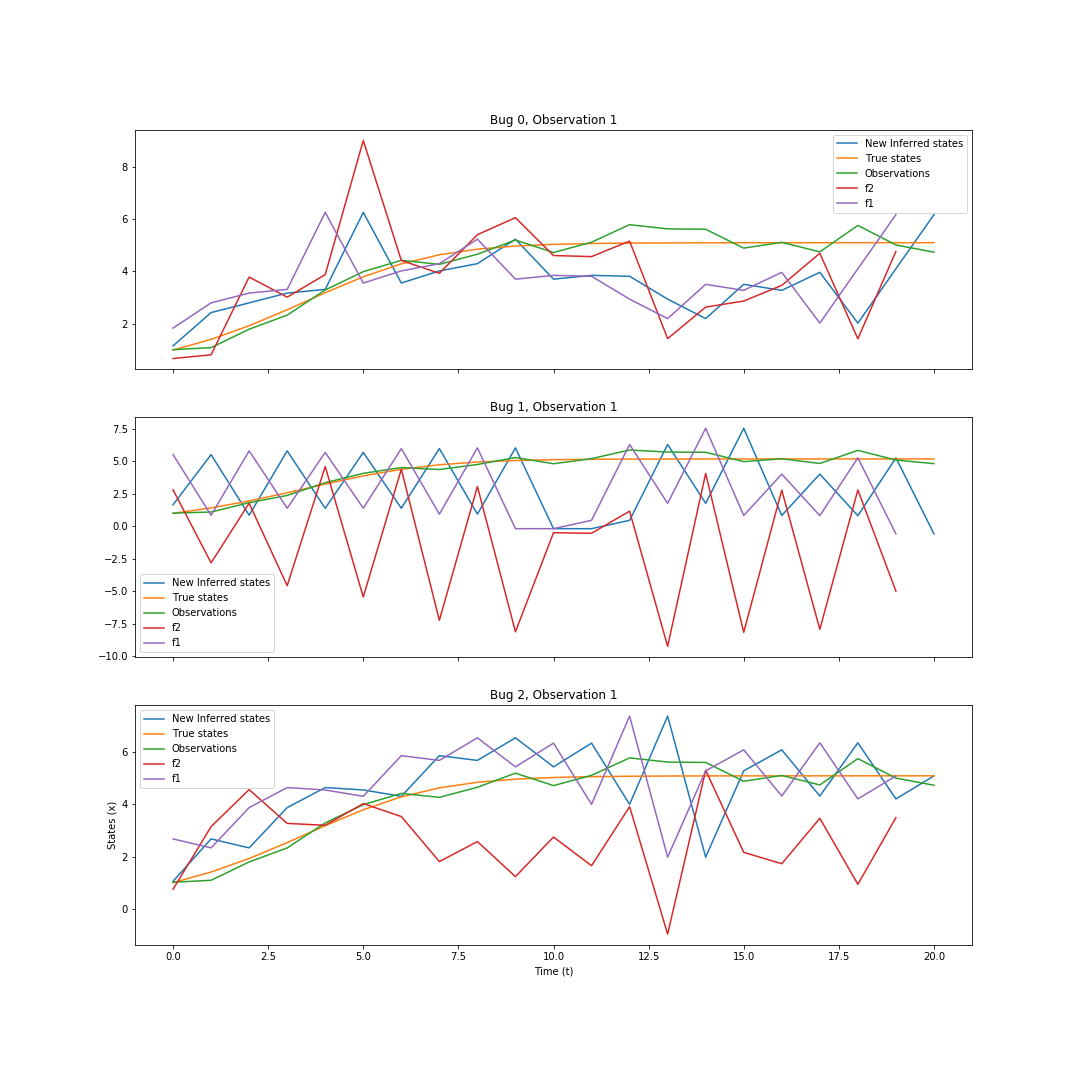 Bug 0, Observation 1
8
6
4
2
New Inferred states
True states
Observations
f2
f1
Bug 1, Observation 1
7.5
5.0
2.5
0.0
−2.5
−5.0
−7.5
−10.0
New Inferred states
True states
Observations
f2
f1
Bug 2, Observation 1
New Inferred states
True states
Observations
f2
f1
6
4
2
0
States (x)
0.0 2.5 5.0 7.5 10.0 12.5 15.0 17.5 20.0
Time (t)